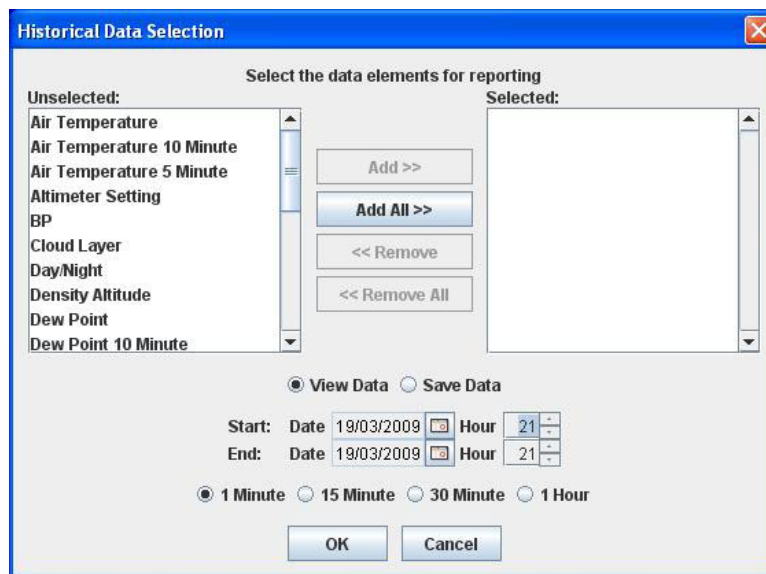 Historical Data Selection
Select the data elements for reporting
Unselected:
Selected:
Air Temperature
Air Temperature 10 Minute
Air Temperature 5 Minute
Altimeter Setting
BP
Cloud Layer
Day/Night
Density Altitude
Dew Point
Dew Point 10 Minute
Add >>
Add All >>
<< Remove
<< Remove All
View Data Save Data
Start: Date 19/03/2009 Hour 21
End: Date 19/03/2009 Hour 21
1 Minute 15 Minute 30 Minute 1 Hour
OK Cancel